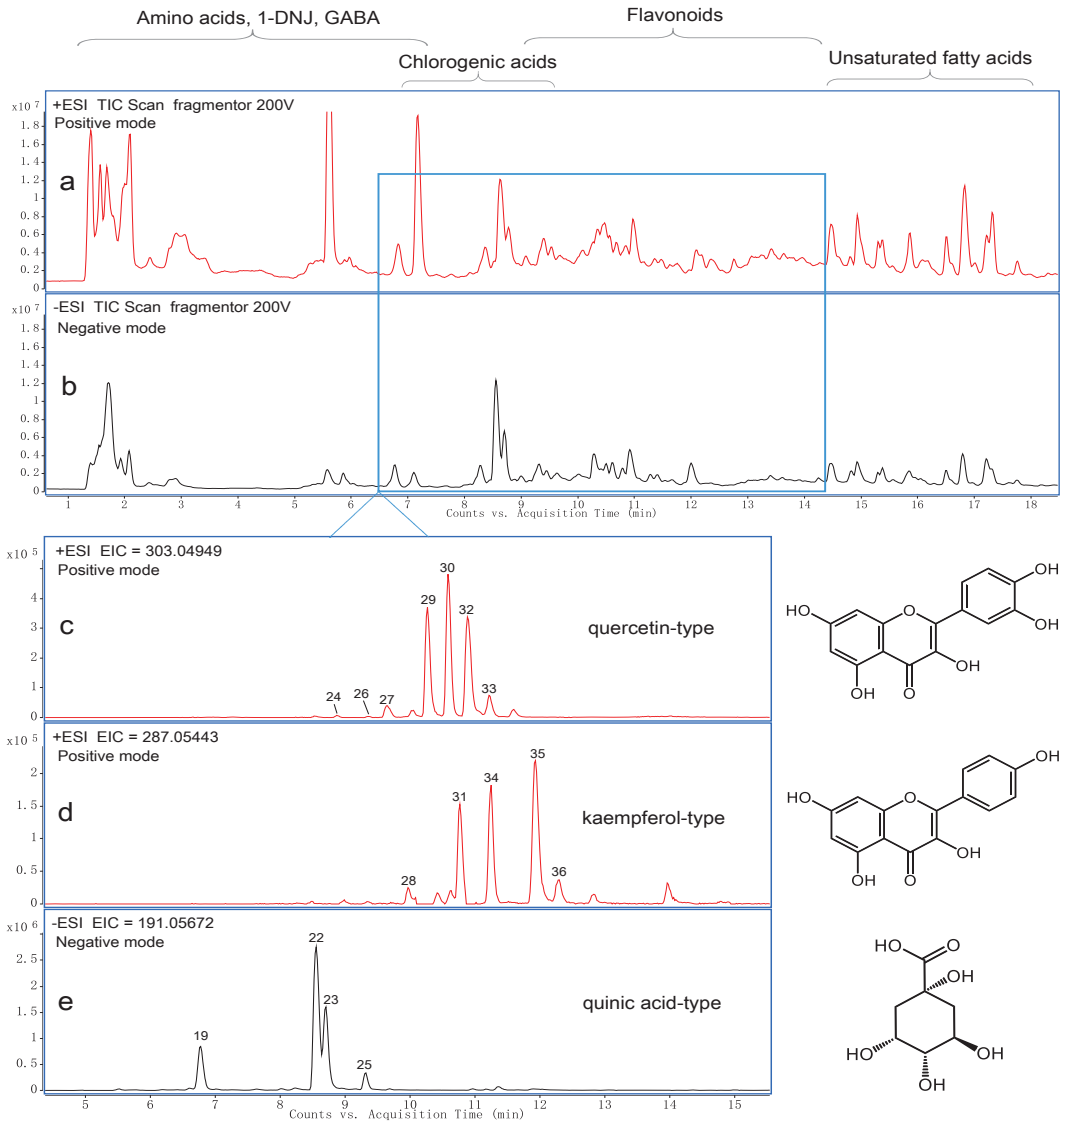 Amino acids, 1-DNJ, GABA
Flavonoids
Chlorogenic acids
Unsaturated fatty acids
x10 7
+ESI TIC Scan fragmentor 200V
Positive mode
a
1.8
1.6
1.4
1.2
1
0.8
0.6
0.4
0.2
0
x10 7
-ESI TIC Scan fragmentor 200V
Negative mode
b
1.8
1.6
1.4
1.2
1
0.8
0.6
0.4
0.2
0
1 2 3 4 5 6 7 8 9 10 11 12 13 14 15 16 17 18
Counts vs. Acquisition Time (min)
x10 5
+ESI EIC = 303.04949
Positive mode
c
quercetin-type
4
3
2
1
0
24 26 27 29 30 32 33
HO O OH OH OH OH O
x10 5
+ESI EIC = 287.05443
Positive mode
d
kaempferol-type
2
1.5
1
0.5
0
28 31 34 35 36
HO O OH OH OH O
x10 6
-ESI EIC = 191.05672
Negative mode
e
quinic acid-type
2.5
2
1.5
1
0.5
0
19 22 23 25
HO O OH HO OH OH
5 6 7 8 9 10 11 12 13 14 15
Counts vs. Acquisition Time (min)